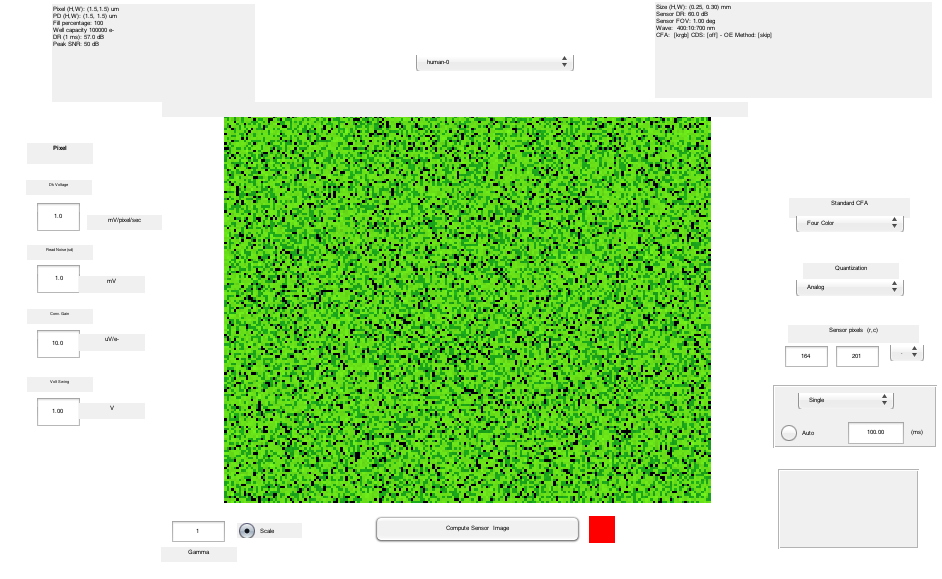 Pixel (H,W): (1.5,1.5) um
PD (H,W): (1.5, 1.5) um
Fill percentage: 100
Well capacity 100000 e-
DR (1 ms): 57.0 dB
Peak SNR: 50 dB
human-0
Size (H,W): (0.25, 0.30) mm
Sensor DR: 60.0 dB
Sensor FOV: 1.00 deg
Wave: 400:10:700 nm
CFA: [krgb] CDS: [off] - OE Method: [skip]
Pixel
Dk Voltage
1.0
mV/pixel/sec
Read Noise (sd)
1.0
mV
Conv. Gain
10.0
uV/e-
Volt Swing
1.00
V
Standard CFA
Four Color
Quantization
Analog
Sensor pixels (r,c)
164
201
-
Single
Auto
100.00
(ms)
1
Scale
Compute Sensor Image
Gamma